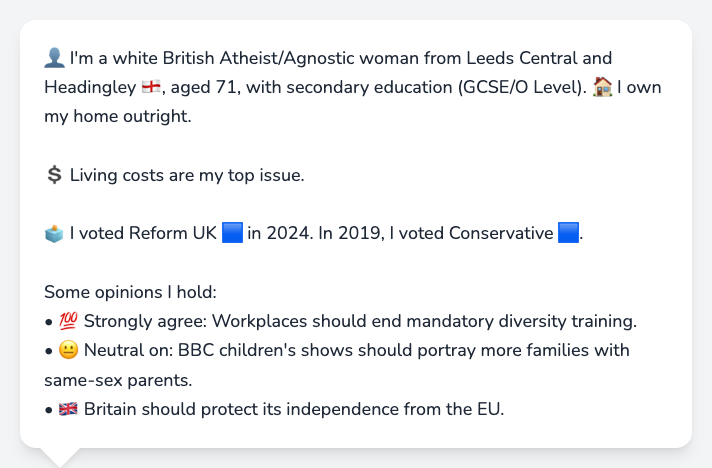 👤 I'm a white British Atheist/Agnostic woman from Leeds Central and
Headingley 🏴󠁧󠁢󠁥󠁮󠁧󠁿, aged 71, with secondary education (GCSE/O Level). 🏠 I own
my home outright.
💲 Living costs are my top issue.
🗳️ I voted Reform UK 🟦 in 2024. In 2019, I voted Conservative 🟦.
Some opinions I hold:
• 💯 Strongly agree: Workplaces should end mandatory diversity training.
• 😐 Neutral on: BBC children's shows should portray more families with
same-sex parents.
• 🇬🇧 Britain should protect its independence from the EU.